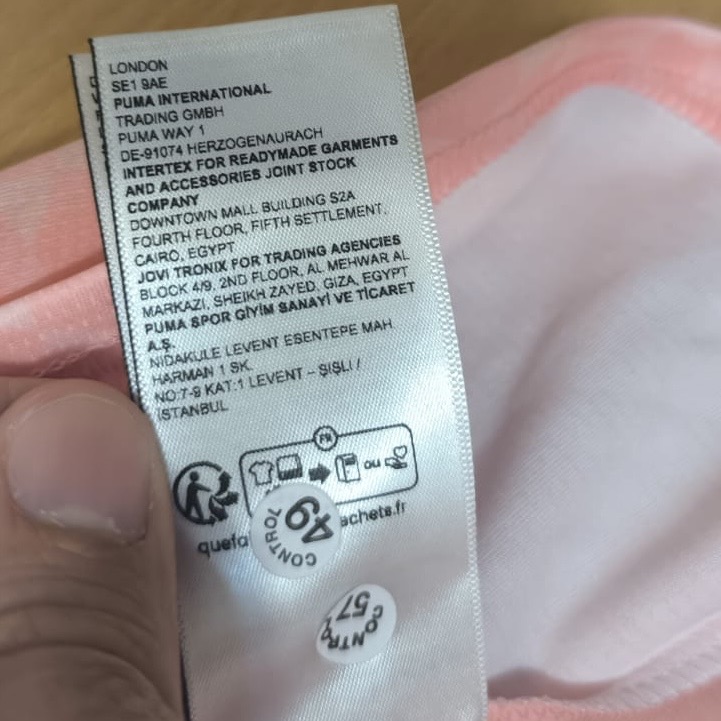 LONDON
SE1 9AE
PUMA INTERNATIONAL
TRADING GMBH
PUMA WAY 1
DE-91074 HERZOGENAURACH
INTERTEX FOR READYMADE GARMENTS
AND ACCESSORIES JOINT STOCK
COMPANY
DOWNTOWN MALL BUILDING S2A
FOURTH FLOOR, FIFTH SETTLEMENT,
CAIRO, EGYPT
JOVI TRONIX FOR TRADING AGENCIES
BLOCK 4/9, 2ND FLOOR, AL MEHWAR AL
MARKAZI, SHEIKH ZAYED, GIZA, EGYPT
PUMA SPOR GİYİM SANAYİ VE TİCARET
A.Ş.
NIDAKULE LEVENT ESENTEPE MAH.
HARMAN 1 SK.
NO:7-9 KAT:1 LEVENT – ŞIŞLI /
İSTANBUL
FR
ou
quefa achets.fr
CONTROL
49
CONTRO
57